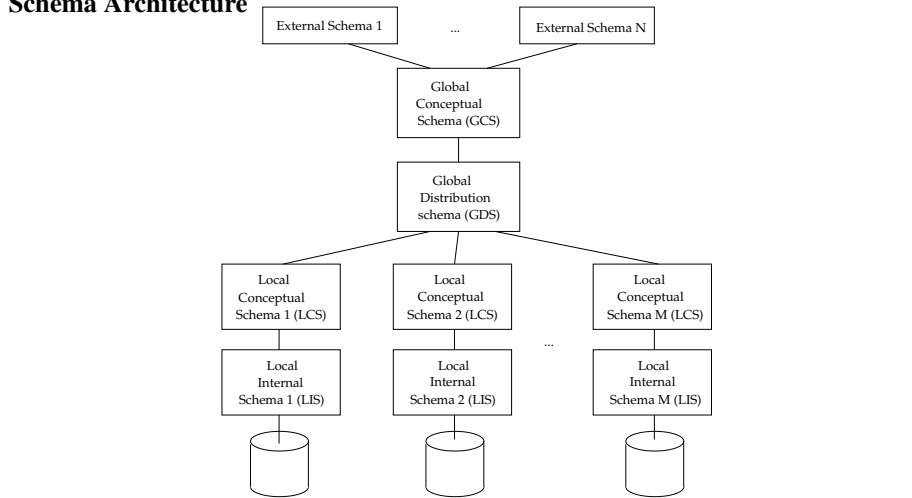 Schema Architecture
External Schema 1
...
External Schema N
Global
Conceptual
Schema (GCS)
Global
Distribution
schema (GDS)
Local
Conceptual
Schema 1 (LCS)
Local
Conceptual
Schema 2 (LCS)
Local
Conceptual
Schema M (LCS)
...
Local
Internal
Schema 1 (LIS)
Local
Internal
Schema 2 (LIS)
Local
Internal
Schema M (LIS)